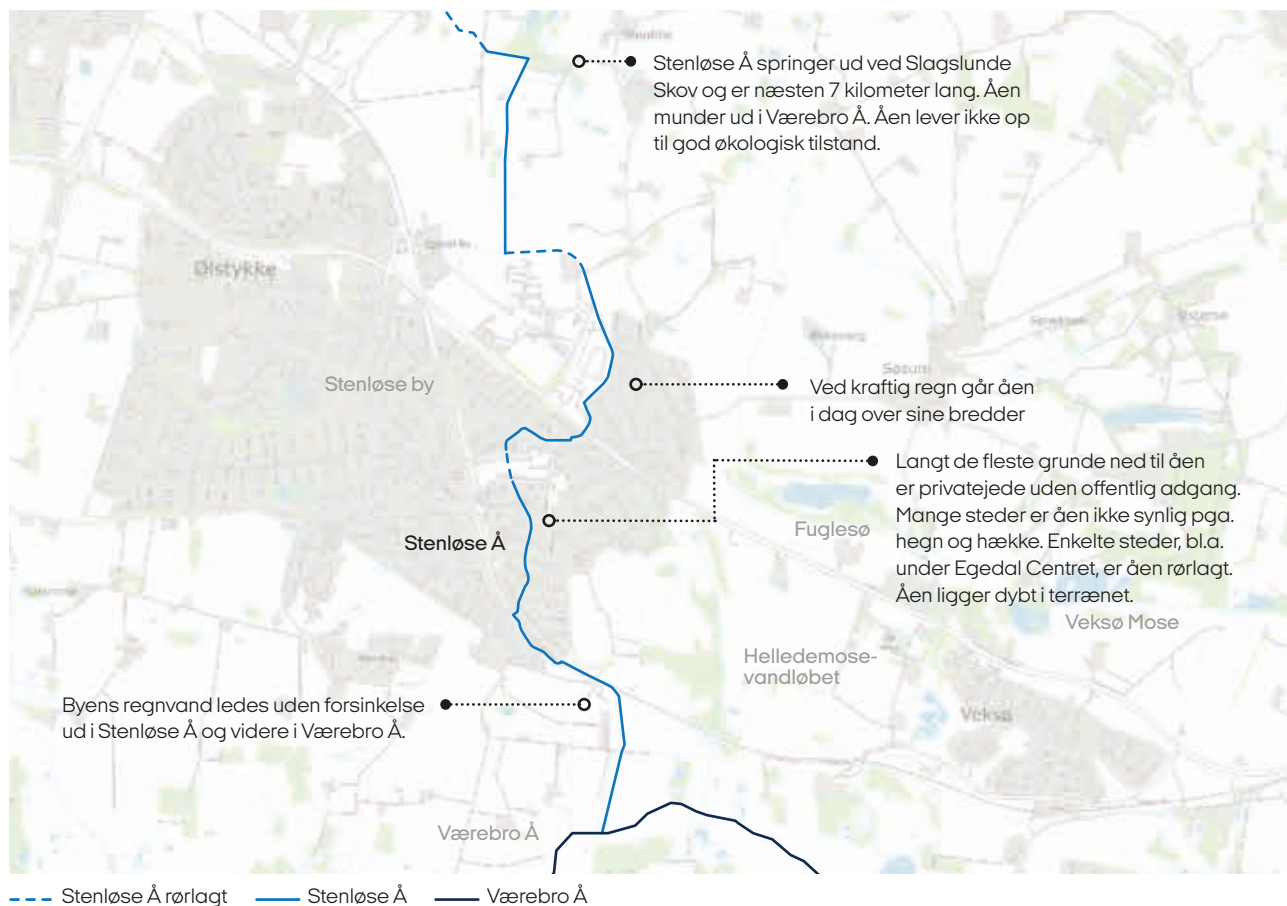 Stenløse Å springer ud ved Slagslunde
Skov og er næsten 7 kilometer lang. Åen
munder ud i Værebro Å. Åen lever ikke op
til god økologisk tilstand.
Ølstykke
Stenløse by
Søsum
Ved kraftig regn går åen
i dag over sine bredder
Langt de fleste grunde ned til åen
er privatejede uden offentlig adgang.
Mange steder er åen ikke synlig pga.
hegn og hække. Enkelte steder, bl.a.
under Egedal Centret, er åen rørlagt.
Åen ligger dybt i terrænet.
Fuglesø
Stenløse Å
Veksø Mose
Helledemose-
vandløbet
Veksø
Byens regnvand ledes uden forsinkelse
ud i Stenløse Å og videre i Værebro Å.
Værebro Å
Stenløse Å rørlagt
Stenløse Å
Værebro Å